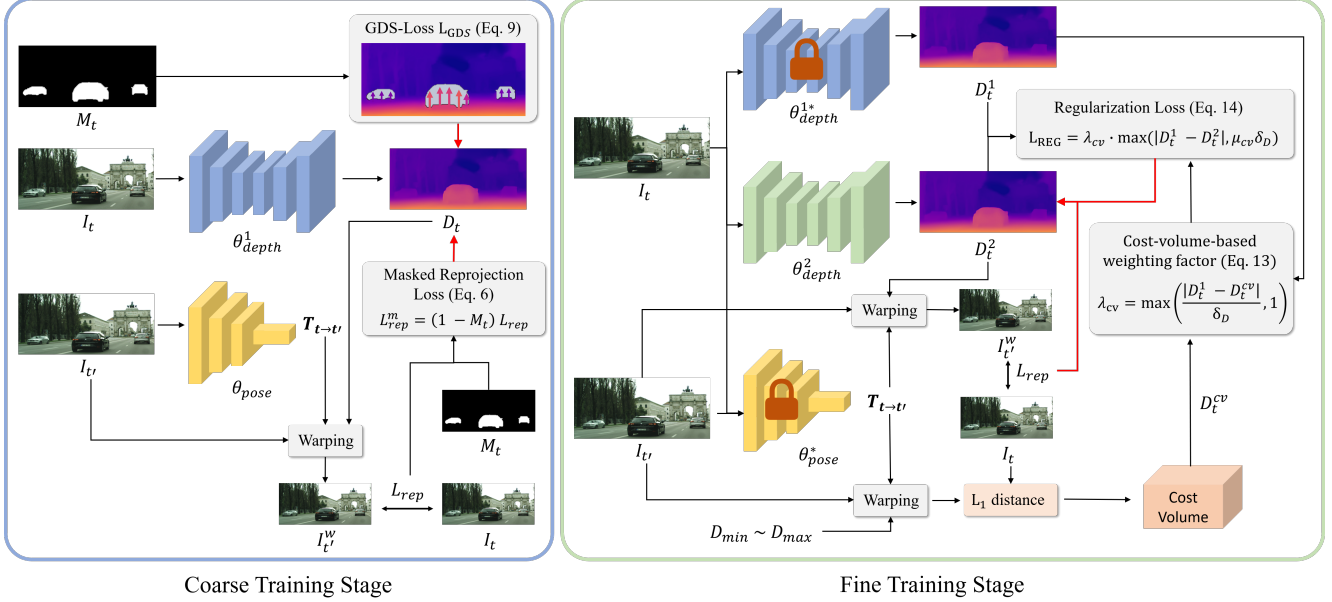 GDS-Loss L_GDS (Eq. 9)
M_t
I_t
θ^1_depth
D_t
Masked Reprojection
Loss (Eq. 6)
L^m_rep = (1 − M_t) L_rep
I_t′
θ_pose
T_t→t′
M_t
Warping
L_rep
I^w_t′
I_t
Coarse Training Stage
θ^1*_depth
D^1_t
Regularization Loss (Eq. 14)
L_REG = λ_cv · max(|D^1_t − D^2_t|, μ_cv δ_D)
I_t
θ^2_depth
D^2_t
Cost-volume-based
weighting factor (Eq. 13)
λ_cv = max(|D^1_t − D^cv_t| / δ_D, 1)
Warping
I^w_t′
L_rep
I_t′
θ*_pose
T_t→t′
I_t
D^cv_t
Warping
L_1 distance
Cost
Volume
D_min ~ D_max
Fine Training Stage